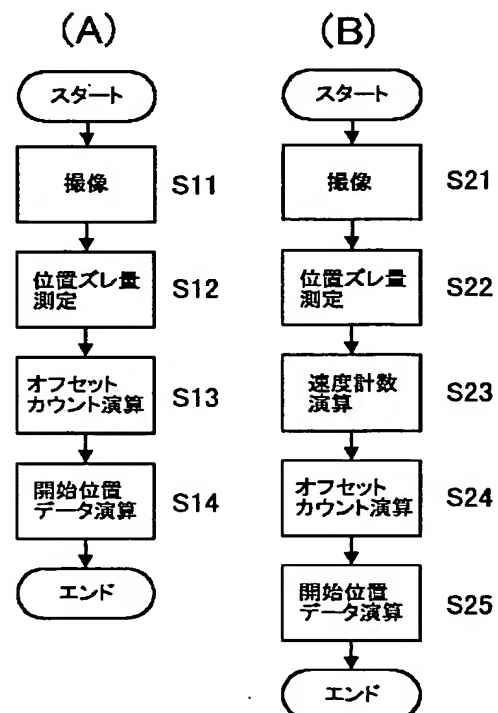 (A)
スタート
撮像
S11
位置ズレ量
測定
S12
オフセット
カウント演算
S13
開始位置
データ演算
S14
エンド
(B)
スタート
撮像
S21
位置ズレ量
測定
S22
速度計数
演算
S23
オフセット
カウント演算
S24
開始位置
データ演算
S25
エンド